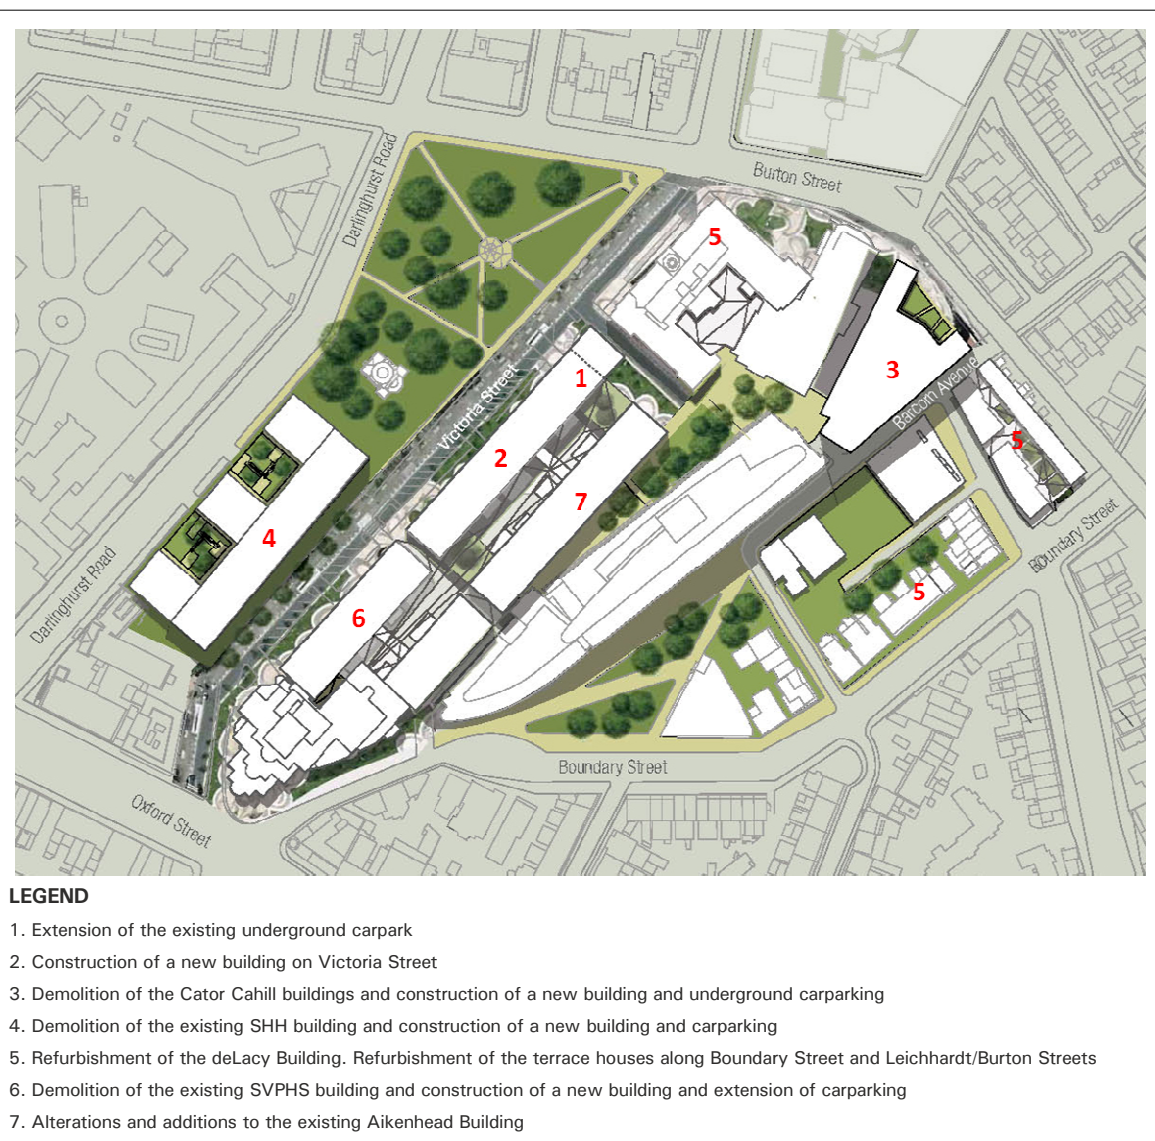 Darlinghurst Road
Burton Street
5
1
3
Victoria Street
Barcom Avenue
2
5
7
4
Boundary Street
Darlinghurst Road
5
6
Boundary Street
Oxford Street
LEGEND
1. Extension of the existing underground carpark
2. Construction of a new building on Victoria Street
3. Demolition of the Cator Cahill buildings and construction of a new building and underground carparking
4. Demolition of the existing SHH building and construction of a new building and carparking
5. Refurbishment of the deLacy Building. Refurbishment of the terrace houses along Boundary Street and Leichhardt/Burton Streets
6. Demolition of the existing SVPHS building and construction of a new building and extension of carparking
7. Alterations and additions to the existing Aikenhead Building